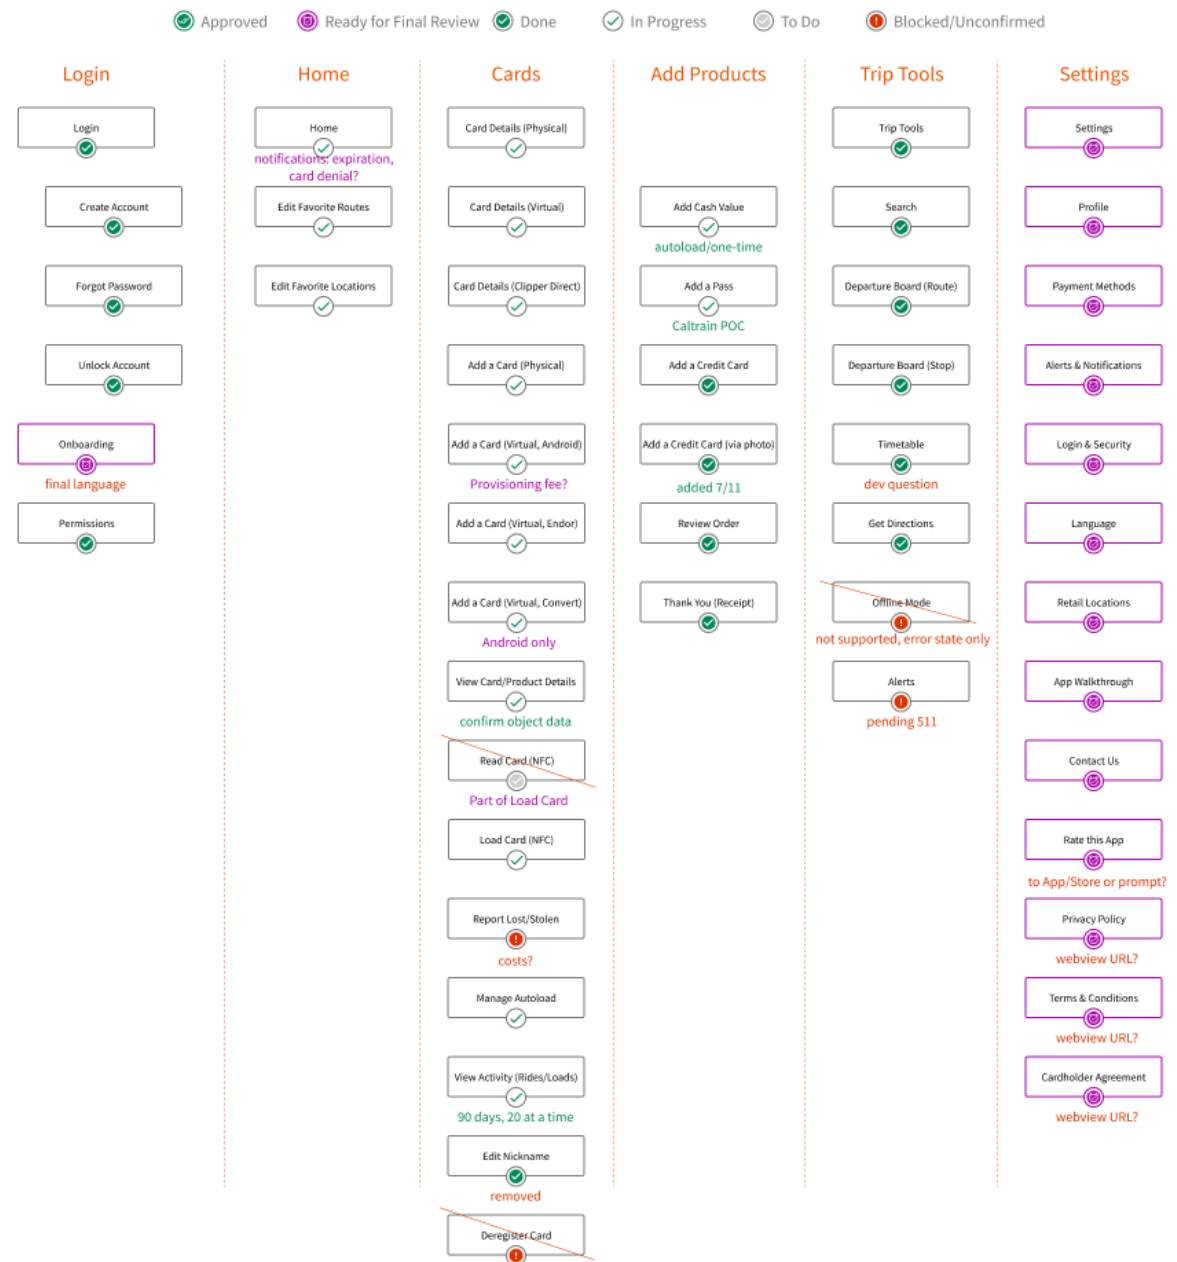 Approved
Ready for Final Review
Done
In Progress
To Do
Blocked/Unconfirmed
Login
Login
Create Account
Forgot Password
Unlock Account
Onboarding
final language
Permissions
Home
Home
notifications: expiration,
card denial?
Edit Favorite Routes
Edit Favorite Locations
Cards
Card Details (Physical)
Card Details (Virtual)
Card Details (Clipper Direct)
Add a Card (Physical)
Add a Card (Virtual, Android)
Provisioning fee?
Add a Card (Virtual, Endor)
Add a Card (Virtual, Convert)
Android only
View Card/Product Details
confirm object data
Read Card (NFC)
Part of Load Card
Load Card (NFC)
Report Lost/Stolen
costs?
Manage Autoload
View Activity (Rides/Loads)
90 days, 20 at a time
Edit Nickname
removed
Deregister Card
Add Products
Add Cash Value
autoload/one-time
Add a Pass
Caltrain POC
Add a Credit Card
Add a Credit Card (via photo)
added 7/11
Review Order
Thank You (Receipt)
Trip Tools
Trip Tools
Search
Departure Board (Route)
Departure Board (Stop)
Timetable
dev question
Get Directions
Offline Mode
not supported, error state only
Alerts
pending 511
Settings
Settings
Profile
Payment Methods
Alerts & Notifications
Login & Security
Language
Retail Locations
App Walkthrough
Contact Us
Rate this App
to App/Store or prompt?
Privacy Policy
webview URL?
Terms & Conditions
webview URL?
Cardholder Agreement
webview URL?